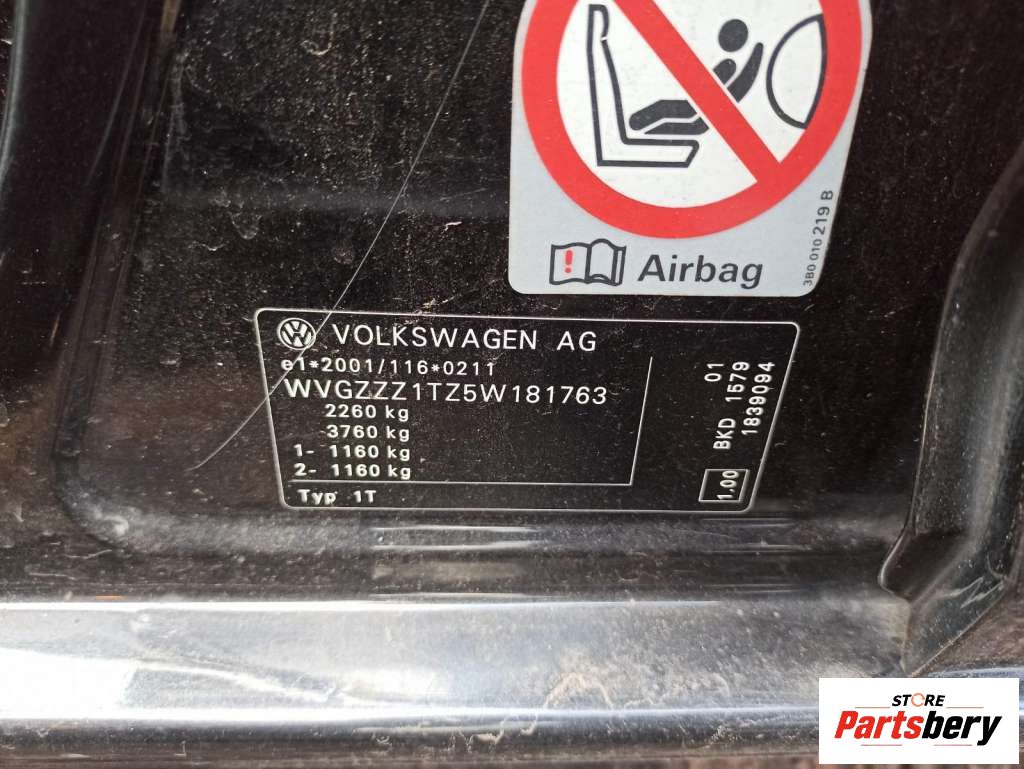 Airbag
3B0 010 219 B
VOLKSWAGEN AG
e1*2001/116*0211
WVGZZZ1TZ5W181763
2260 kg
3760 kg
1- 1160 kg
2- 1160 kg
Typ 1T
01
BKD 1579
1839094
1.00
STORE
Partsbery